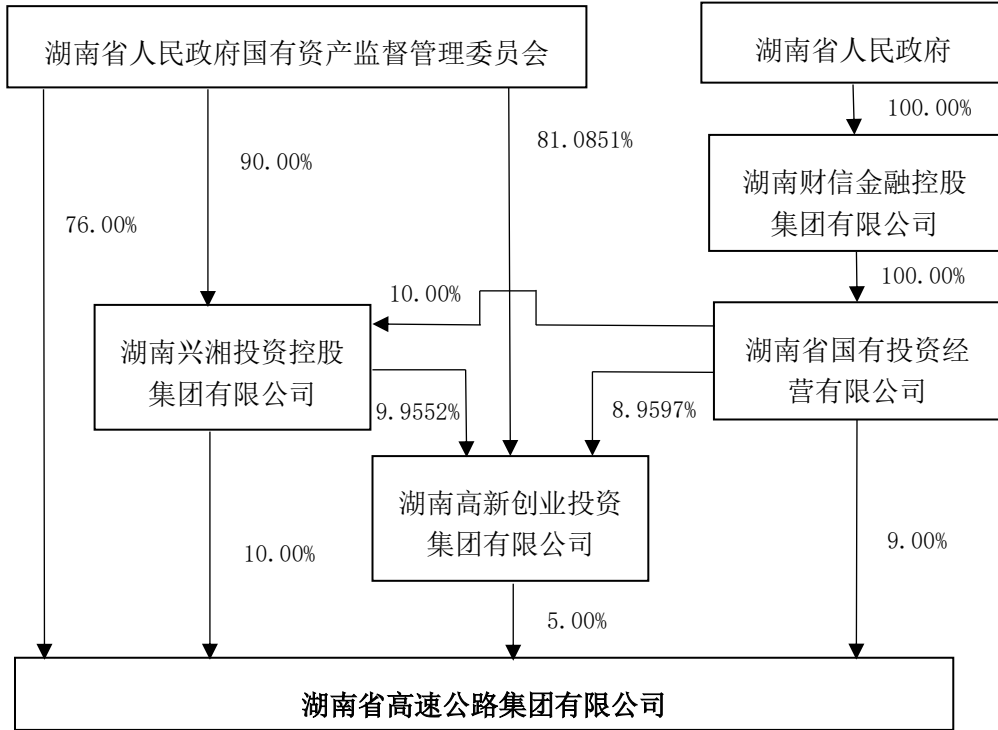 湖南省人民政府国有资产监督管理委员会
湖南省人民政府
100.00%
81.0851%
90.00%
湖南财信金融控股
集团有限公司
76.00%
100.00%
10.00%
湖南兴湘投资控股
集团有限公司
湖南省国有投资经
营有限公司
9.9552%
8.9597%
湖南高新创业投资
集团有限公司
10.00%
9.00%
5.00%
湖南省高速公路集团有限公司